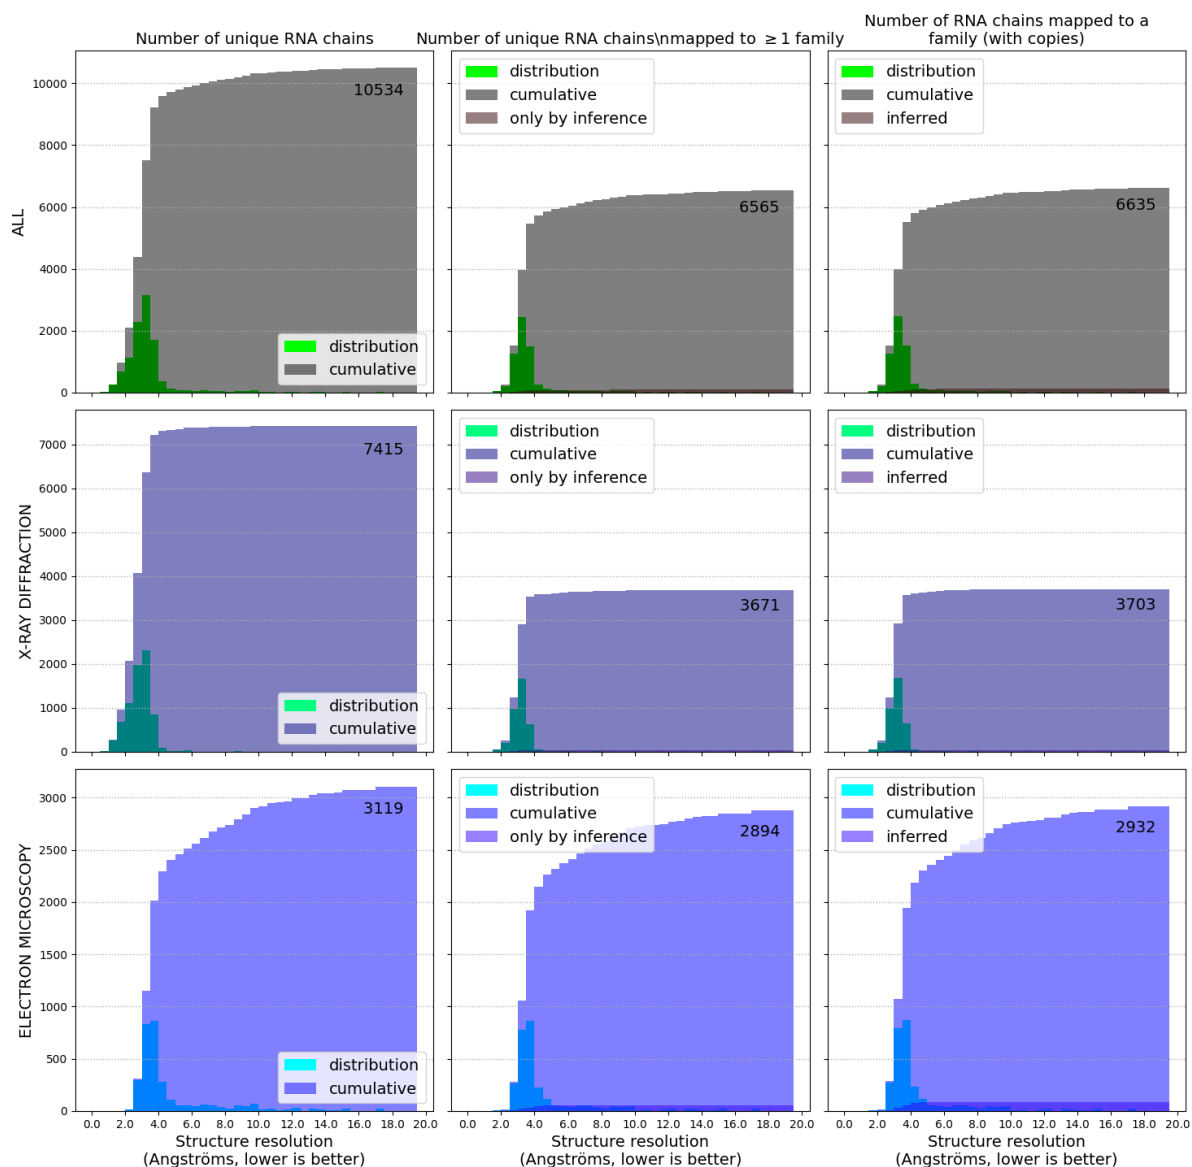 Number of unique RNA chains
Number of unique RNA chains\nmapped to ≥ 1 family
Number of RNA chains mapped to a
family (with copies)
ALL
10000
8000
6000
4000
2000
0
10534
distribution
cumulative
distribution
cumulative
only by inference
6565
distribution
cumulative
inferred
6635
X-RAY DIFFRACTION
7000
6000
5000
4000
3000
2000
1000
0
7415
distribution
cumulative
distribution
cumulative
only by inference
3671
distribution
cumulative
inferred
3703
ELECTRON MICROSCOPY
3000
2500
2000
1500
1000
500
0
3119
distribution
cumulative
distribution
cumulative
only by inference
2894
distribution
cumulative
inferred
2932
0.0 2.0 4.0 6.0 8.0 10.0 12.0 14.0 16.0 18.0 20.0
Structure resolution
(Angströms, lower is better)
0.0 2.0 4.0 6.0 8.0 10.0 12.0 14.0 16.0 18.0 20.0
Structure resolution
(Angströms, lower is better)
0.0 2.0 4.0 6.0 8.0 10.0 12.0 14.0 16.0 18.0 20.0
Structure resolution
(Angströms, lower is better)